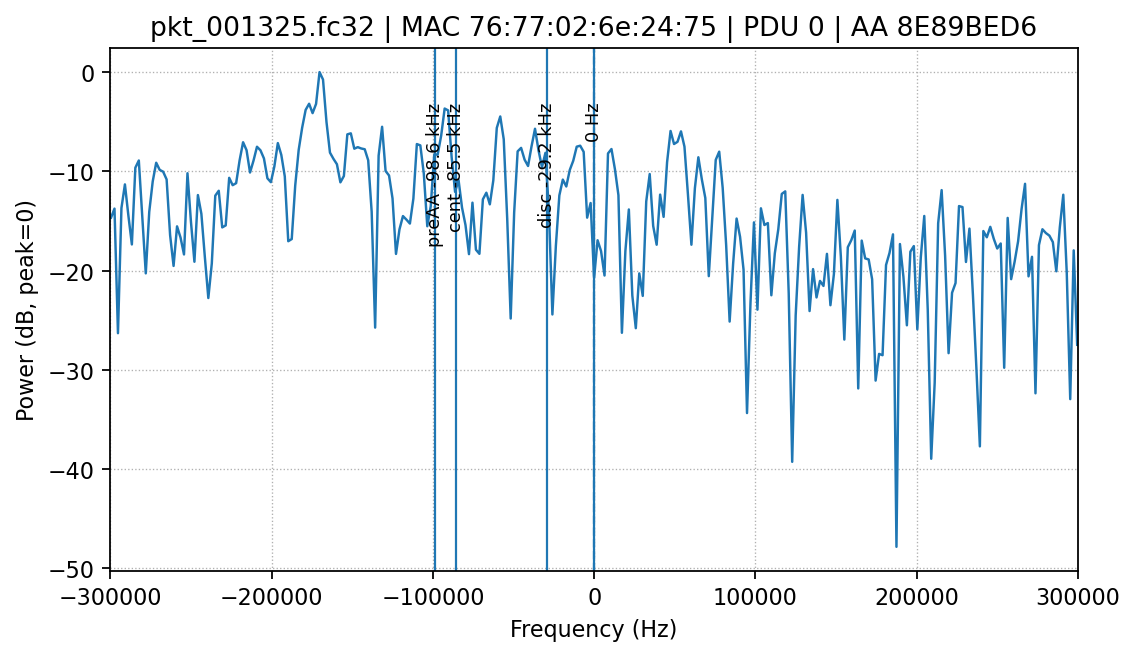 pkt_001325.fc32 | MAC 76:77:02:6e:24:75 | PDU 0 | AA 8E89BED6
Power (dB, peak=0)
0
−10
−20
−30
−40
−50
preAA -98.6 kHz
cent -85.5 kHz
disc -29.2 kHz
0 Hz
−300000
−200000
−100000
0
100000
200000
300000
Frequency (Hz)